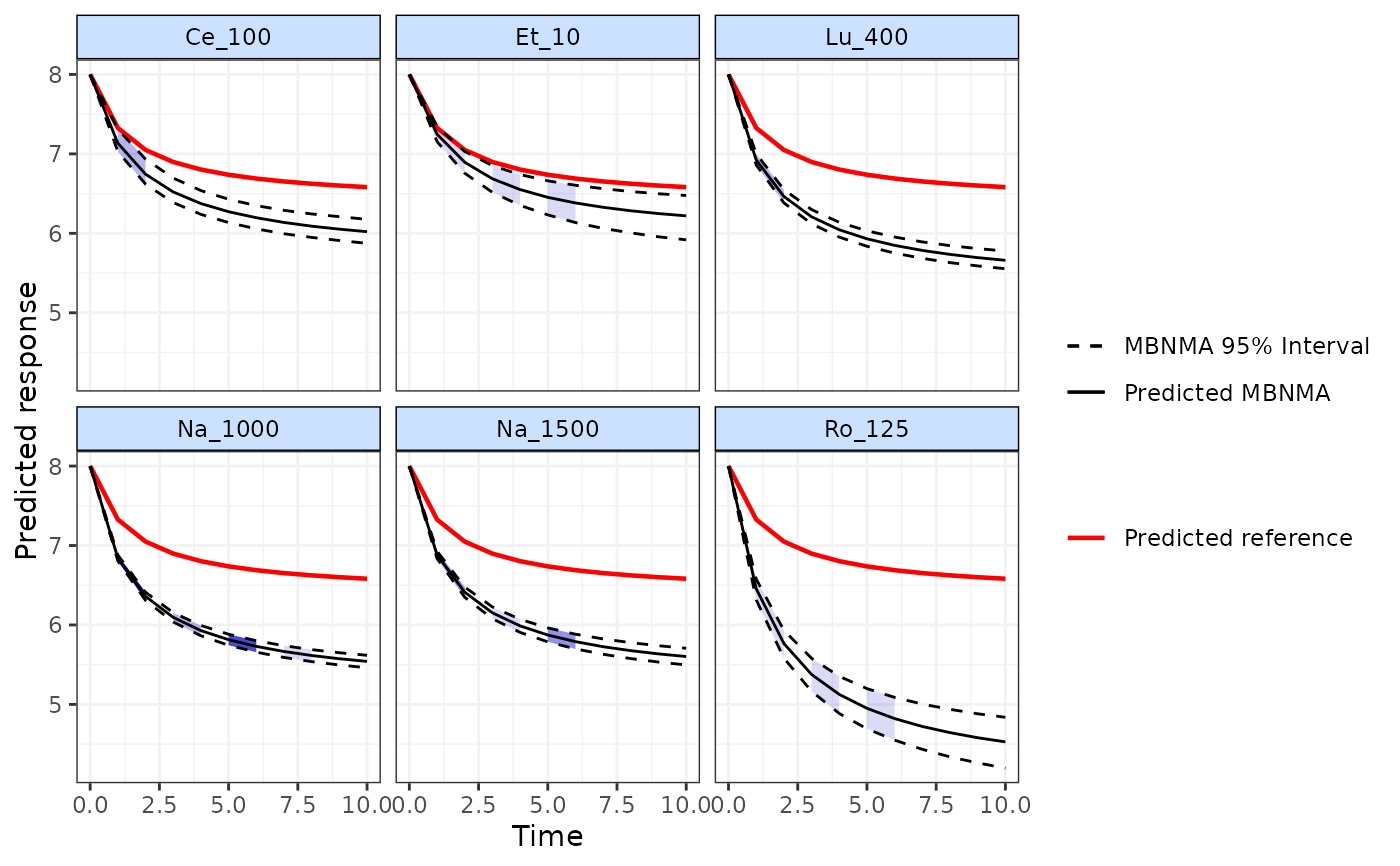 Ce_100 Et_10 Lu_400
8
7
6
5
Na_1000 Na_1500 Ro_125
8
7
6
5
0.0 2.5 5.0 7.5 10.0 0.0 2.5 5.0 7.5 10.0 0.0 2.5 5.0 7.5 10.0
Time
Predicted response
MBNMA 95% Interval
Predicted MBNMA
Predicted reference